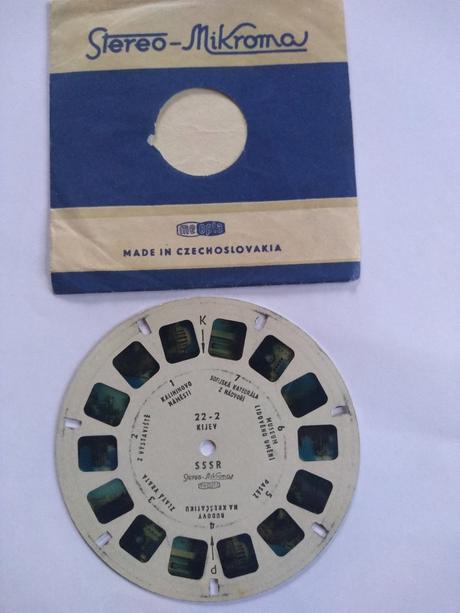 Stereo-Mikroma
meopta
MADE IN CZECHOSLOVAKIA
K
22-2
KIJEV
SSSR
Stereo-Mikroma
meopta
1
KALININOVO
NÁMĚSTÍ
2
Z VÝSTAVIŠTĚ
3
ZLATÁ VRATA
4
BUDOVY
NA KREŠČATIKU
5
PASÁŽ
6
MUSEUM
LIDOVÉHO UMĚNÍ
7
SOFIJSKÁ KATEDRÁLA
Z NÁDVOŘÍ
P